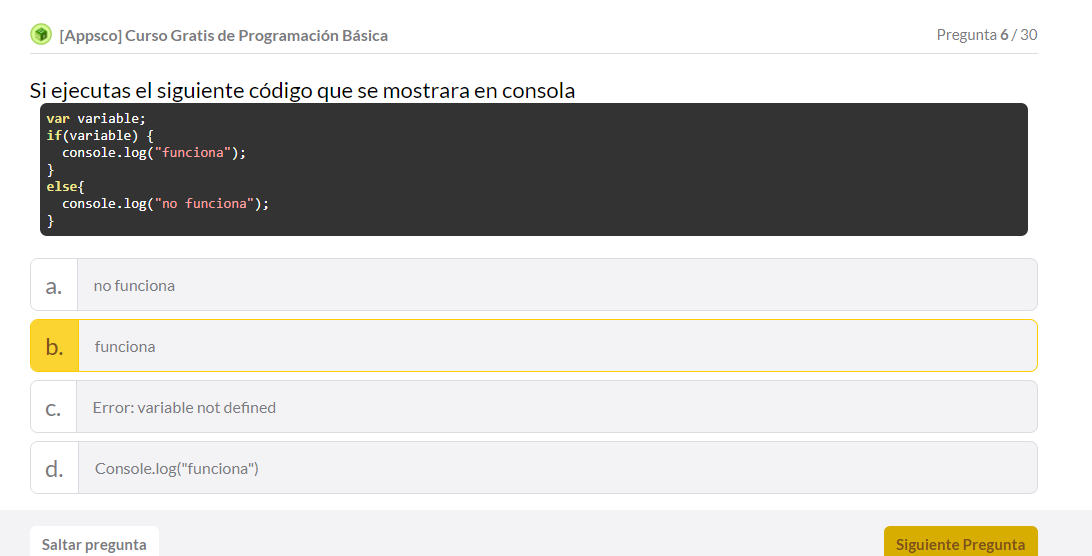 [Appsco] Curso Gratis de Programación Básica
Pregunta 6 / 30
Si ejecutas el siguiente código que se mostrara en consola
var variable;
if(variable) {
  console.log("funciona");
}
else{
  console.log("no funciona");
}
a. no funciona
b. funciona
c. Error: variable not defined
d. Console.log("funciona")
Saltar pregunta
Siguiente Pregunta